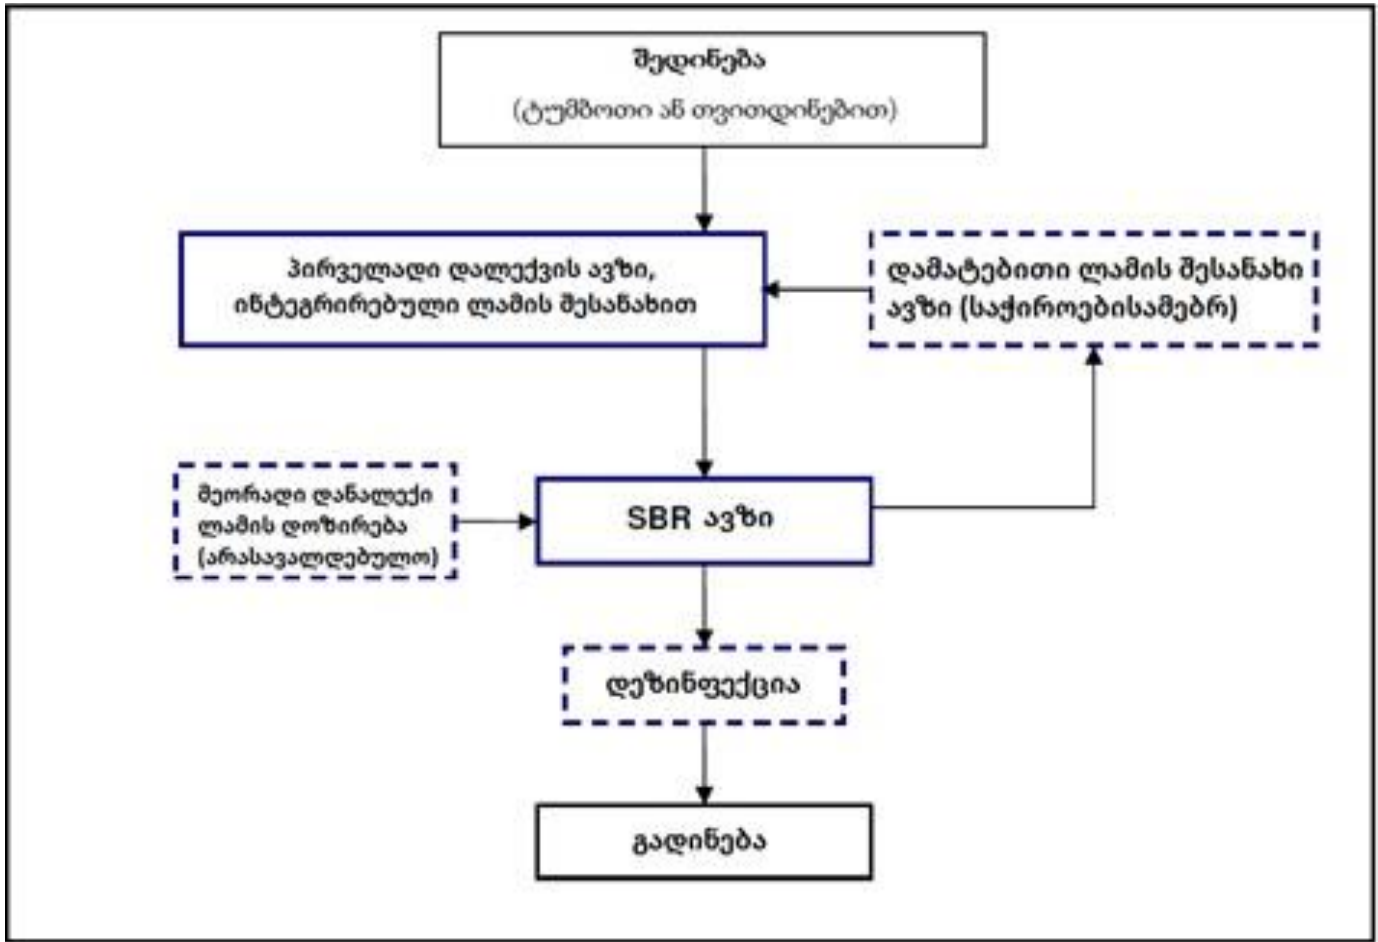 შედინება
(ტუმბოთი ან თვითდინებით)
პირველადი დალექვის ავზი,
ინტეგრირებული ლამის შესანახით
დამატებითი ლამის შესანახი
ავზი (საჭიროებისამებრ)
მეორადი დანალექი
ლამის დოზირება
(არასავალდებულო)
SBR ავზი
დეზინფექცია
გადინება